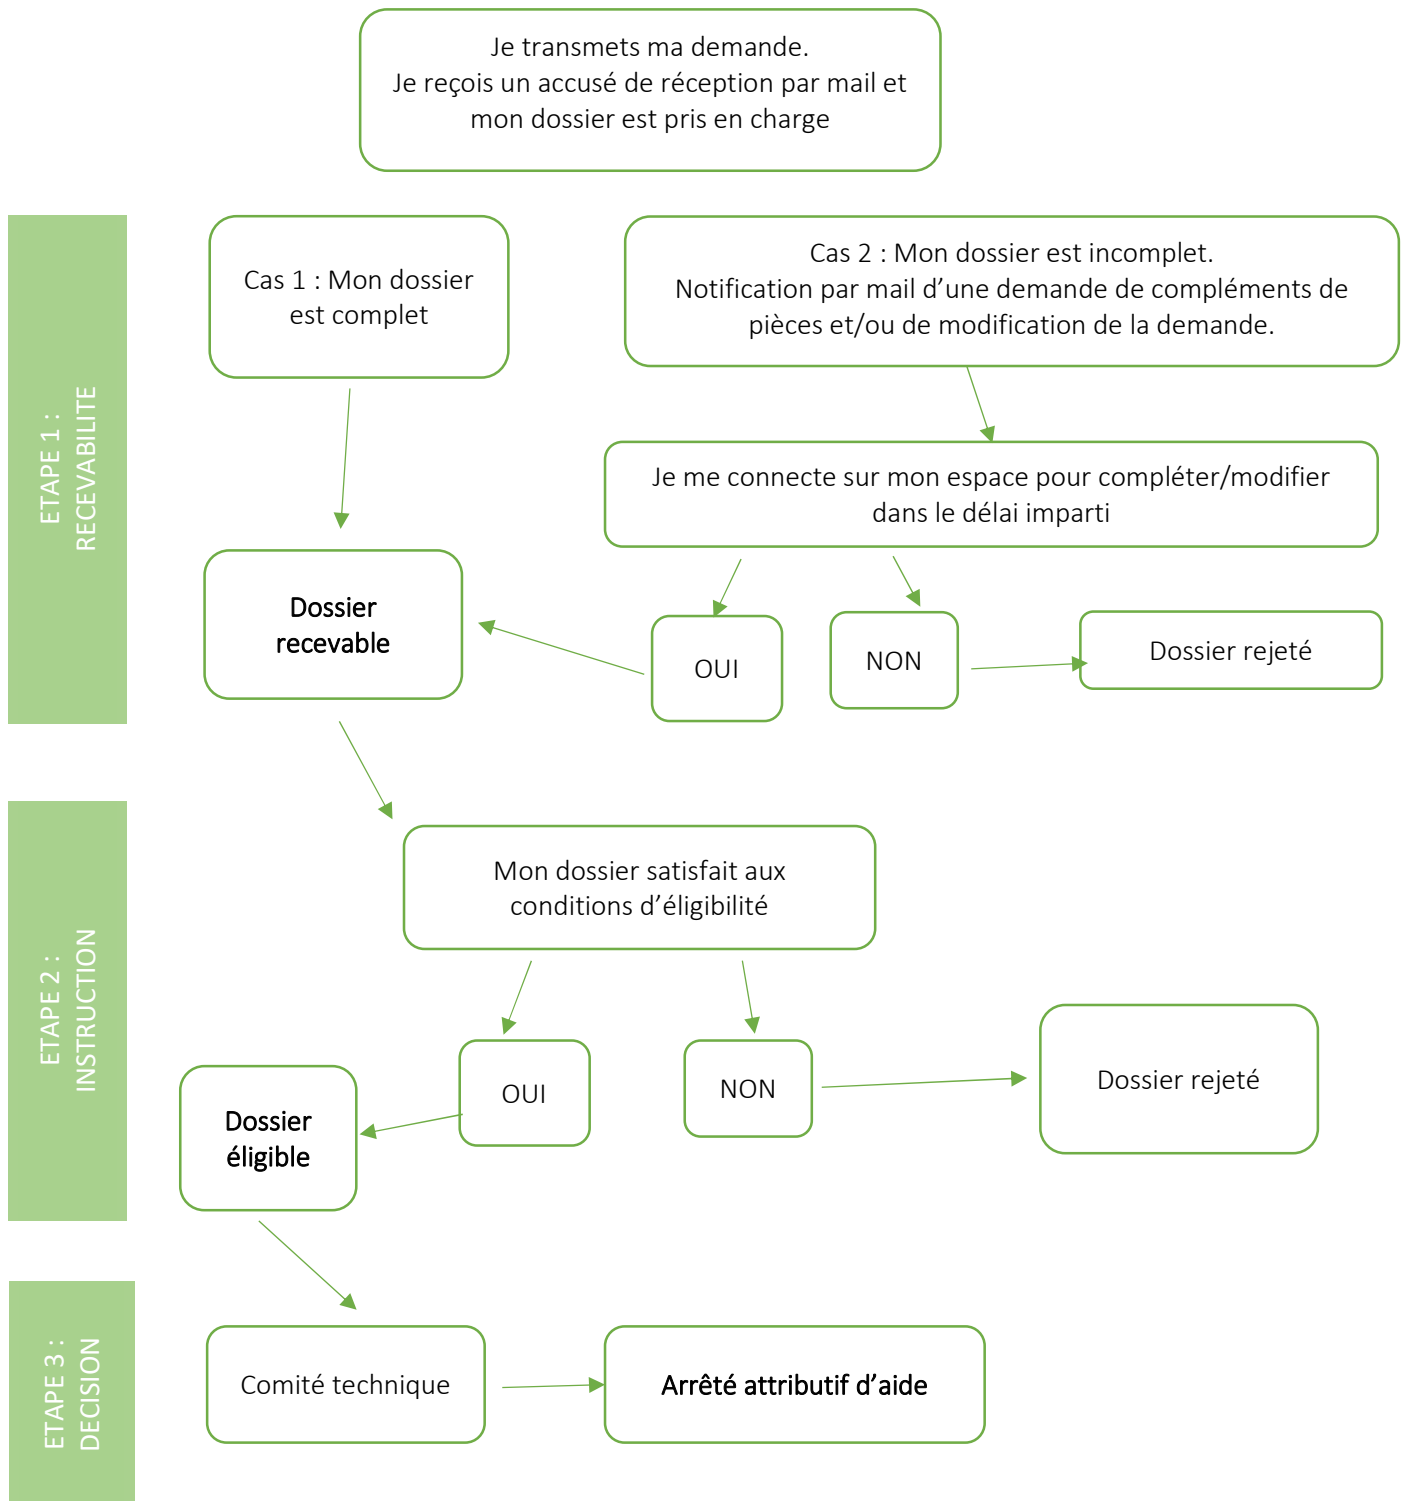 Je transmets ma demande.
Je reçois un accusé de réception par mail et
mon dossier est pris en charge
ETAPE 1 :
RECEVABILITE
Cas 1 : Mon dossier
est complet
Cas 2 : Mon dossier est incomplet.
Notification par mail d’une demande de compléments de
pièces et/ou de modification de la demande.
Je me connecte sur mon espace pour compléter/modifier
dans le délai imparti
Dossier
recevable
OUI
NON
Dossier rejeté
ETAPE 2 :
INSTRUCTION
Mon dossier satisfait aux
conditions d’éligibilité
OUI
NON
Dossier rejeté
Dossier
éligible
ETAPE 3 :
DECISION
Comité technique
Arrêté attributif d’aide